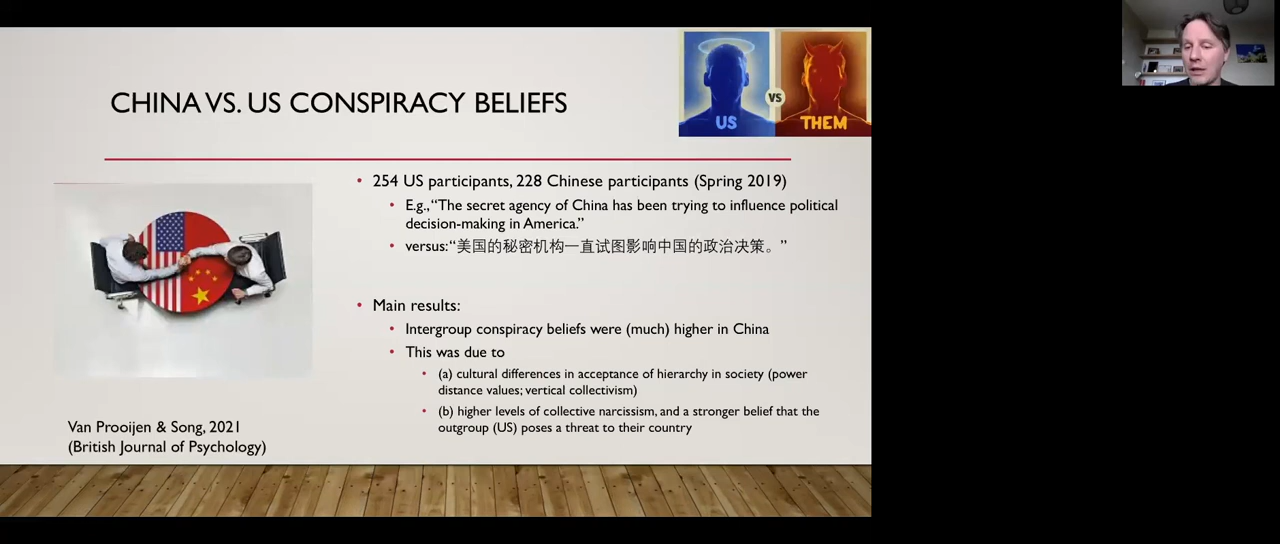 US
VS
THEM
CHINA VS. US CONSPIRACY BELIEFS
• 254 US participants, 228 Chinese participants (Spring 2019)
• E.g., “The secret agency of China has been trying to influence political
decision-making in America.”
• versus: “美国的秘密机构一直试图影响中国的政治决策。”
• Main results:
• Intergroup conspiracy beliefs were (much) higher in China
• This was due to
• (a) cultural differences in acceptance of hierarchy in society (power
distance values; vertical collectivism)
• (b) higher levels of collective narcissism, and a stronger belief that the
outgroup (US) poses a threat to their country
Van Prooijen & Song, 2021
(British Journal of Psychology)